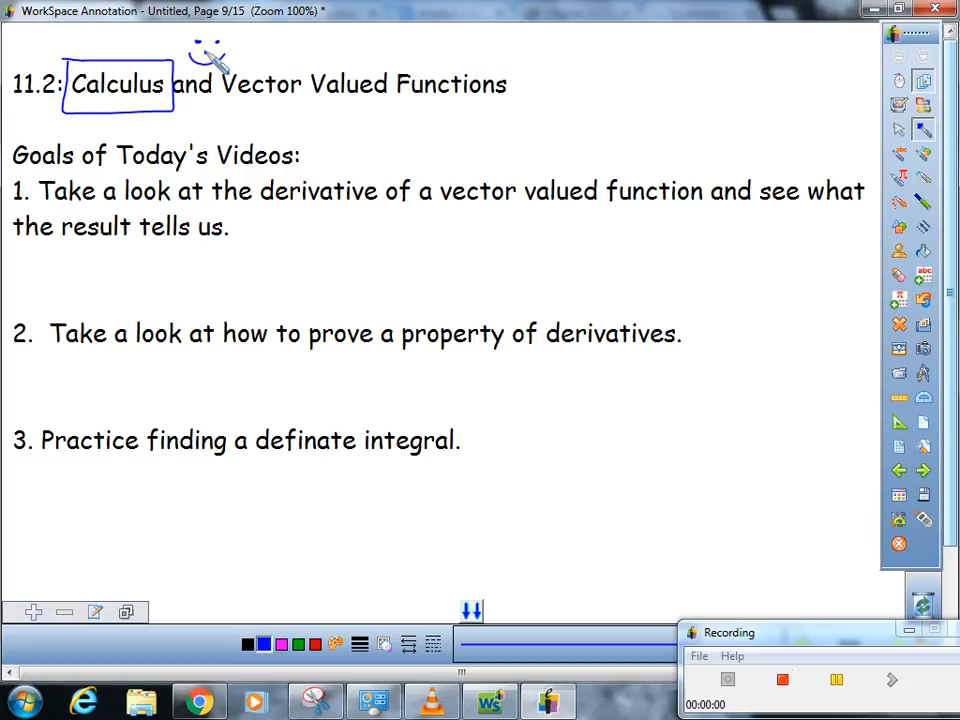 WorkSpace Annotation - Untitled, Page 9/15 (Zoom 100%) *
11.2: Calculus and Vector Valued Functions
Goals of Today's Videos:
1. Take a look at the derivative of a vector valued function and see what
the result tells us.
2. Take a look at how to prove a property of derivatives.
3. Practice finding a definate integral.
Recording
File Help
00:00:00